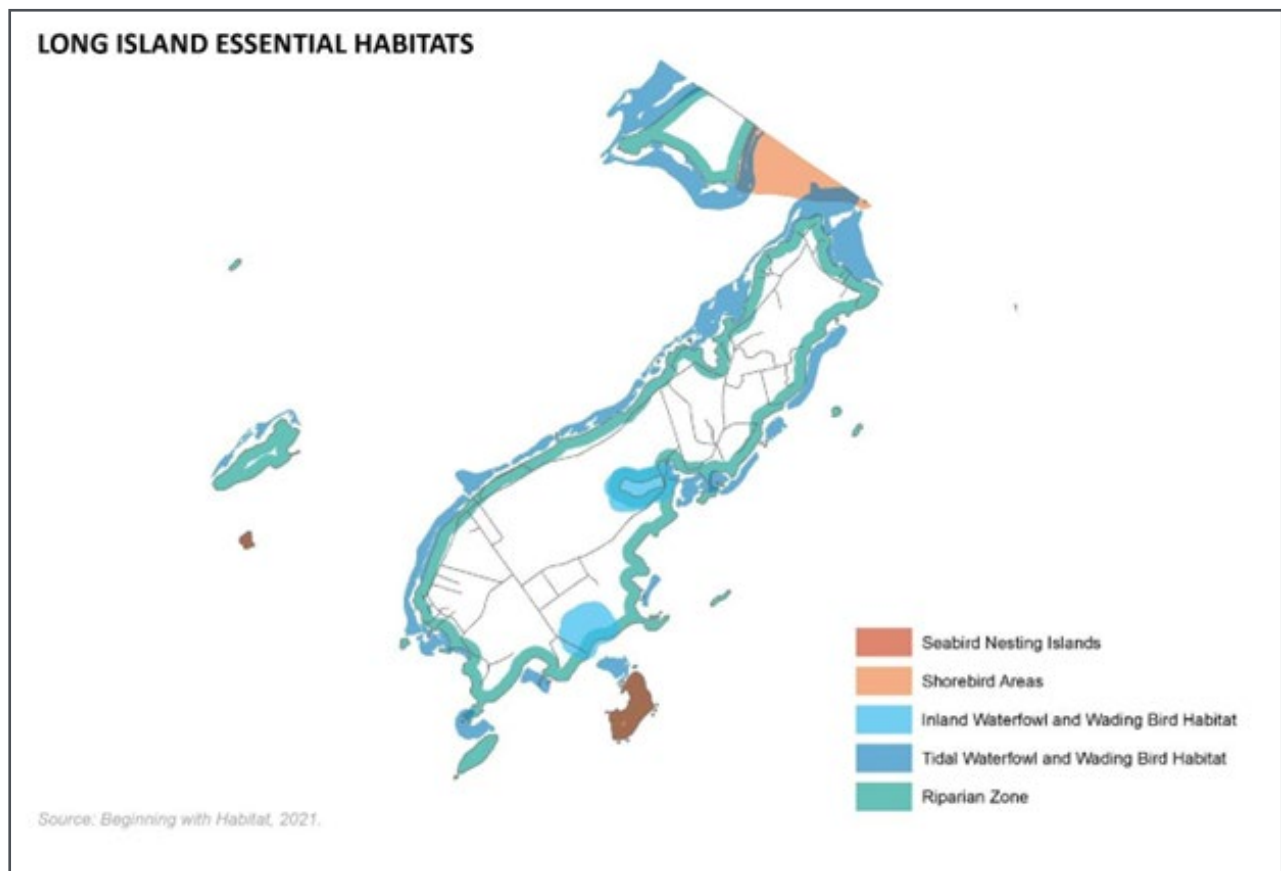 LONG ISLAND ESSENTIAL HABITATS
Seabird Nesting Islands
Shorebird Areas
Inland Waterfowl and Wading Bird Habitat
Tidal Waterfowl and Wading Bird Habitat
Riparian Zone
Source: Beginning with Habitat, 2021.